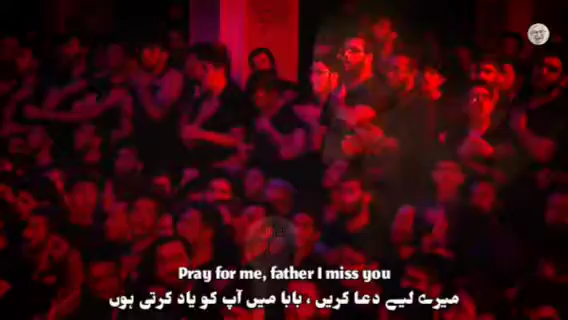 Pray for me, father I miss you
میرے لیے دعا کریں ، بابا میں آپ کو یاد کرتی ہوں